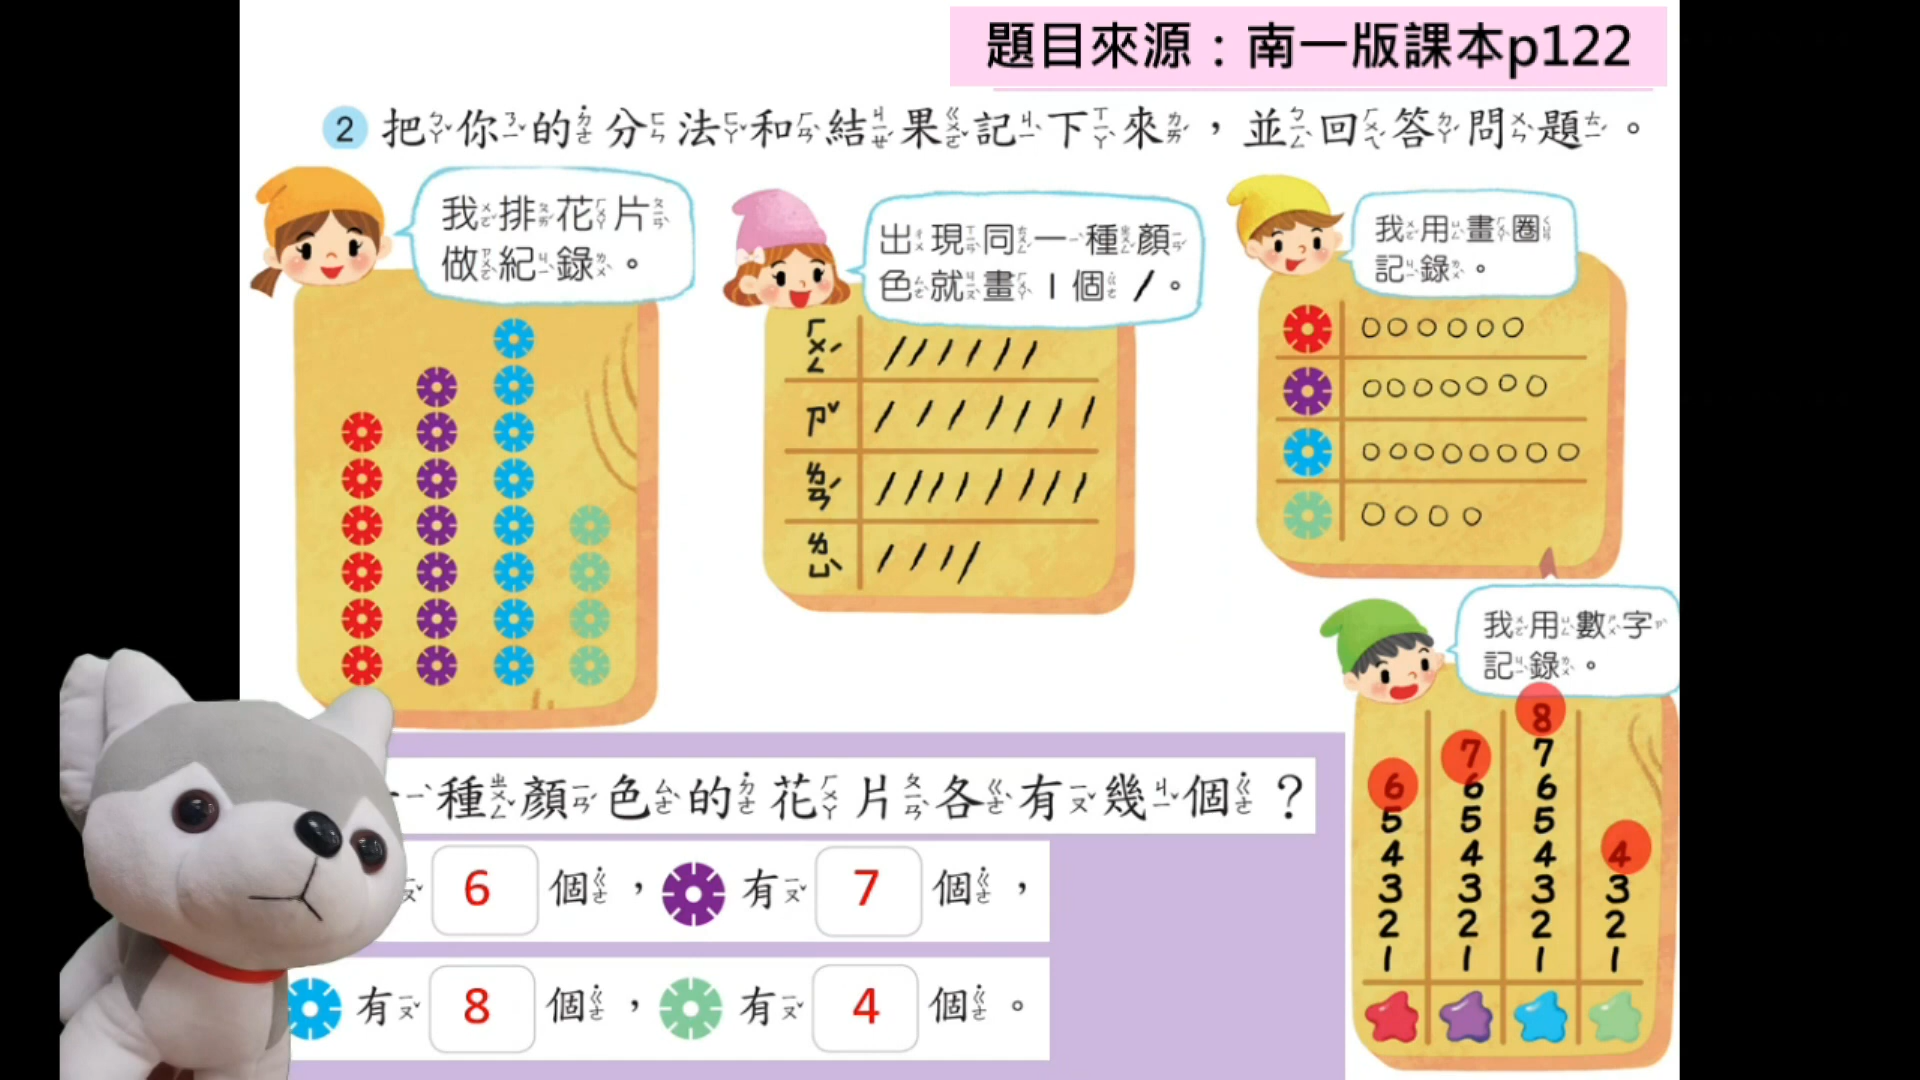 題目來源：南一版課本p122
2 把你的分法和結果記下來，並回答問題。
我排花片
做紀錄。
出現同一種顏
色就畫1個/。
我用畫圈
記錄。
ㄏㄨㄥˊ
ㄗˇ
ㄌㄢˊ
ㄌㄩˋ
我用數字
記錄。
8
7 7
6 6 6
5 5 5
4 4 4 4
3 3 3 3
2 2 2 2
1 1 1 1
種顏色的花片各有幾個？
6 個，有 7 個，
有 8 個，有 4 個。